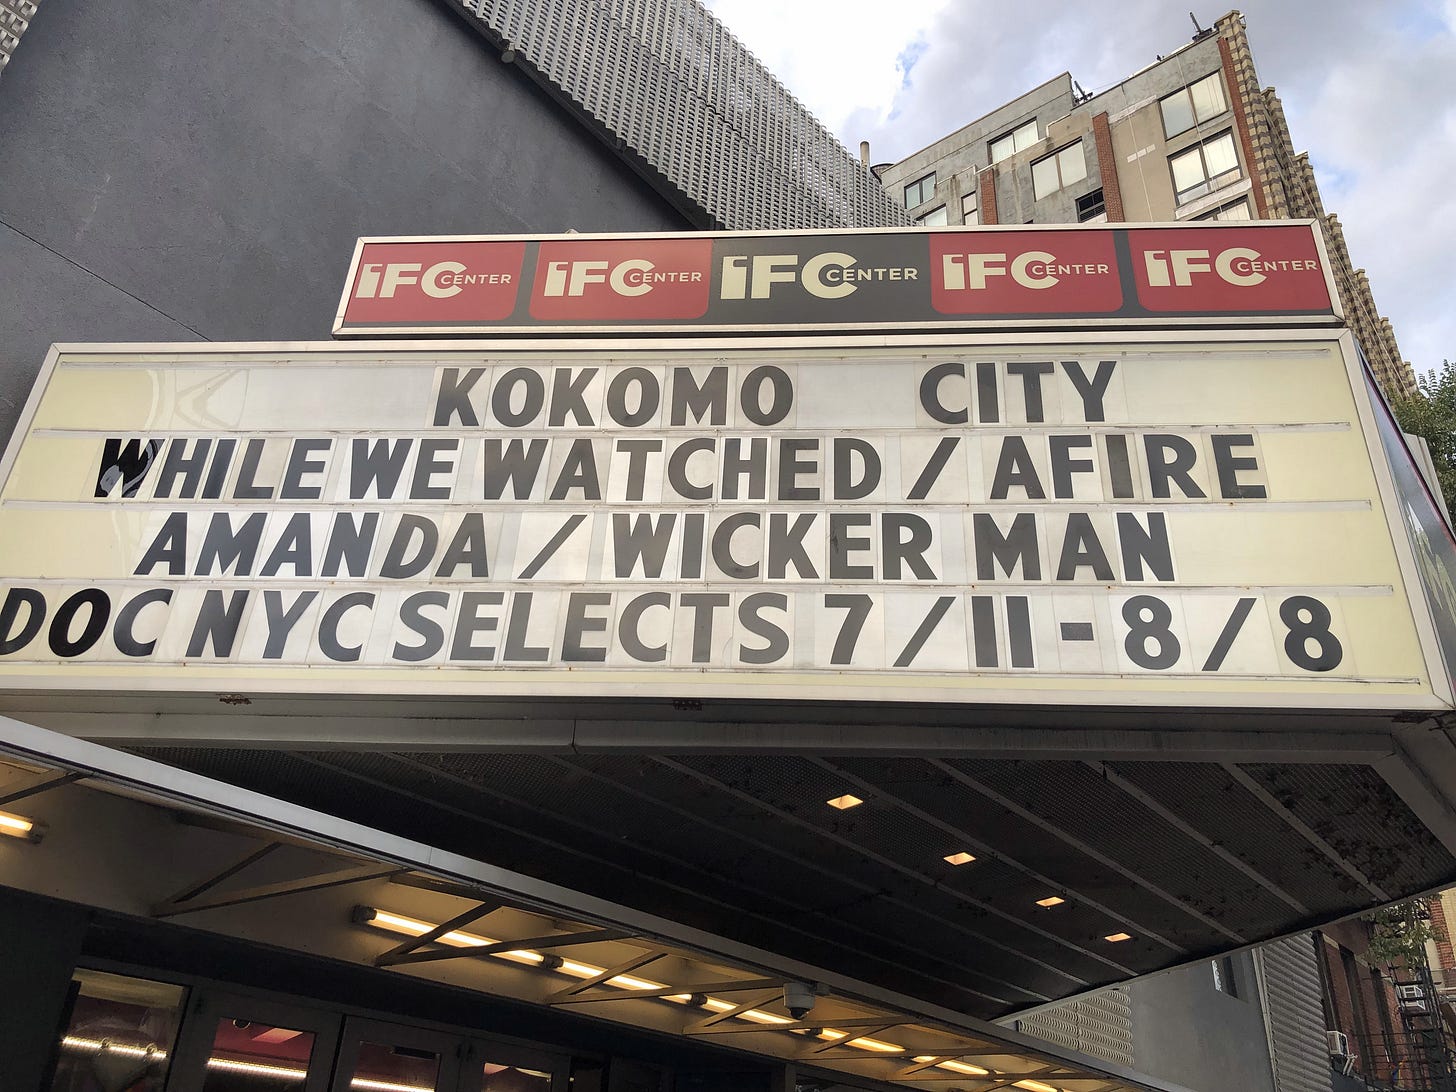 iFC CENTER iFC CENTER iFC CENTER iFC CENTER iFC CENTER
KOKOMO CITY
WHILE WE WATCHED / AFIRE
AMANDA / WICKER MAN
DOC NYC SELECTS 7/11-8/8